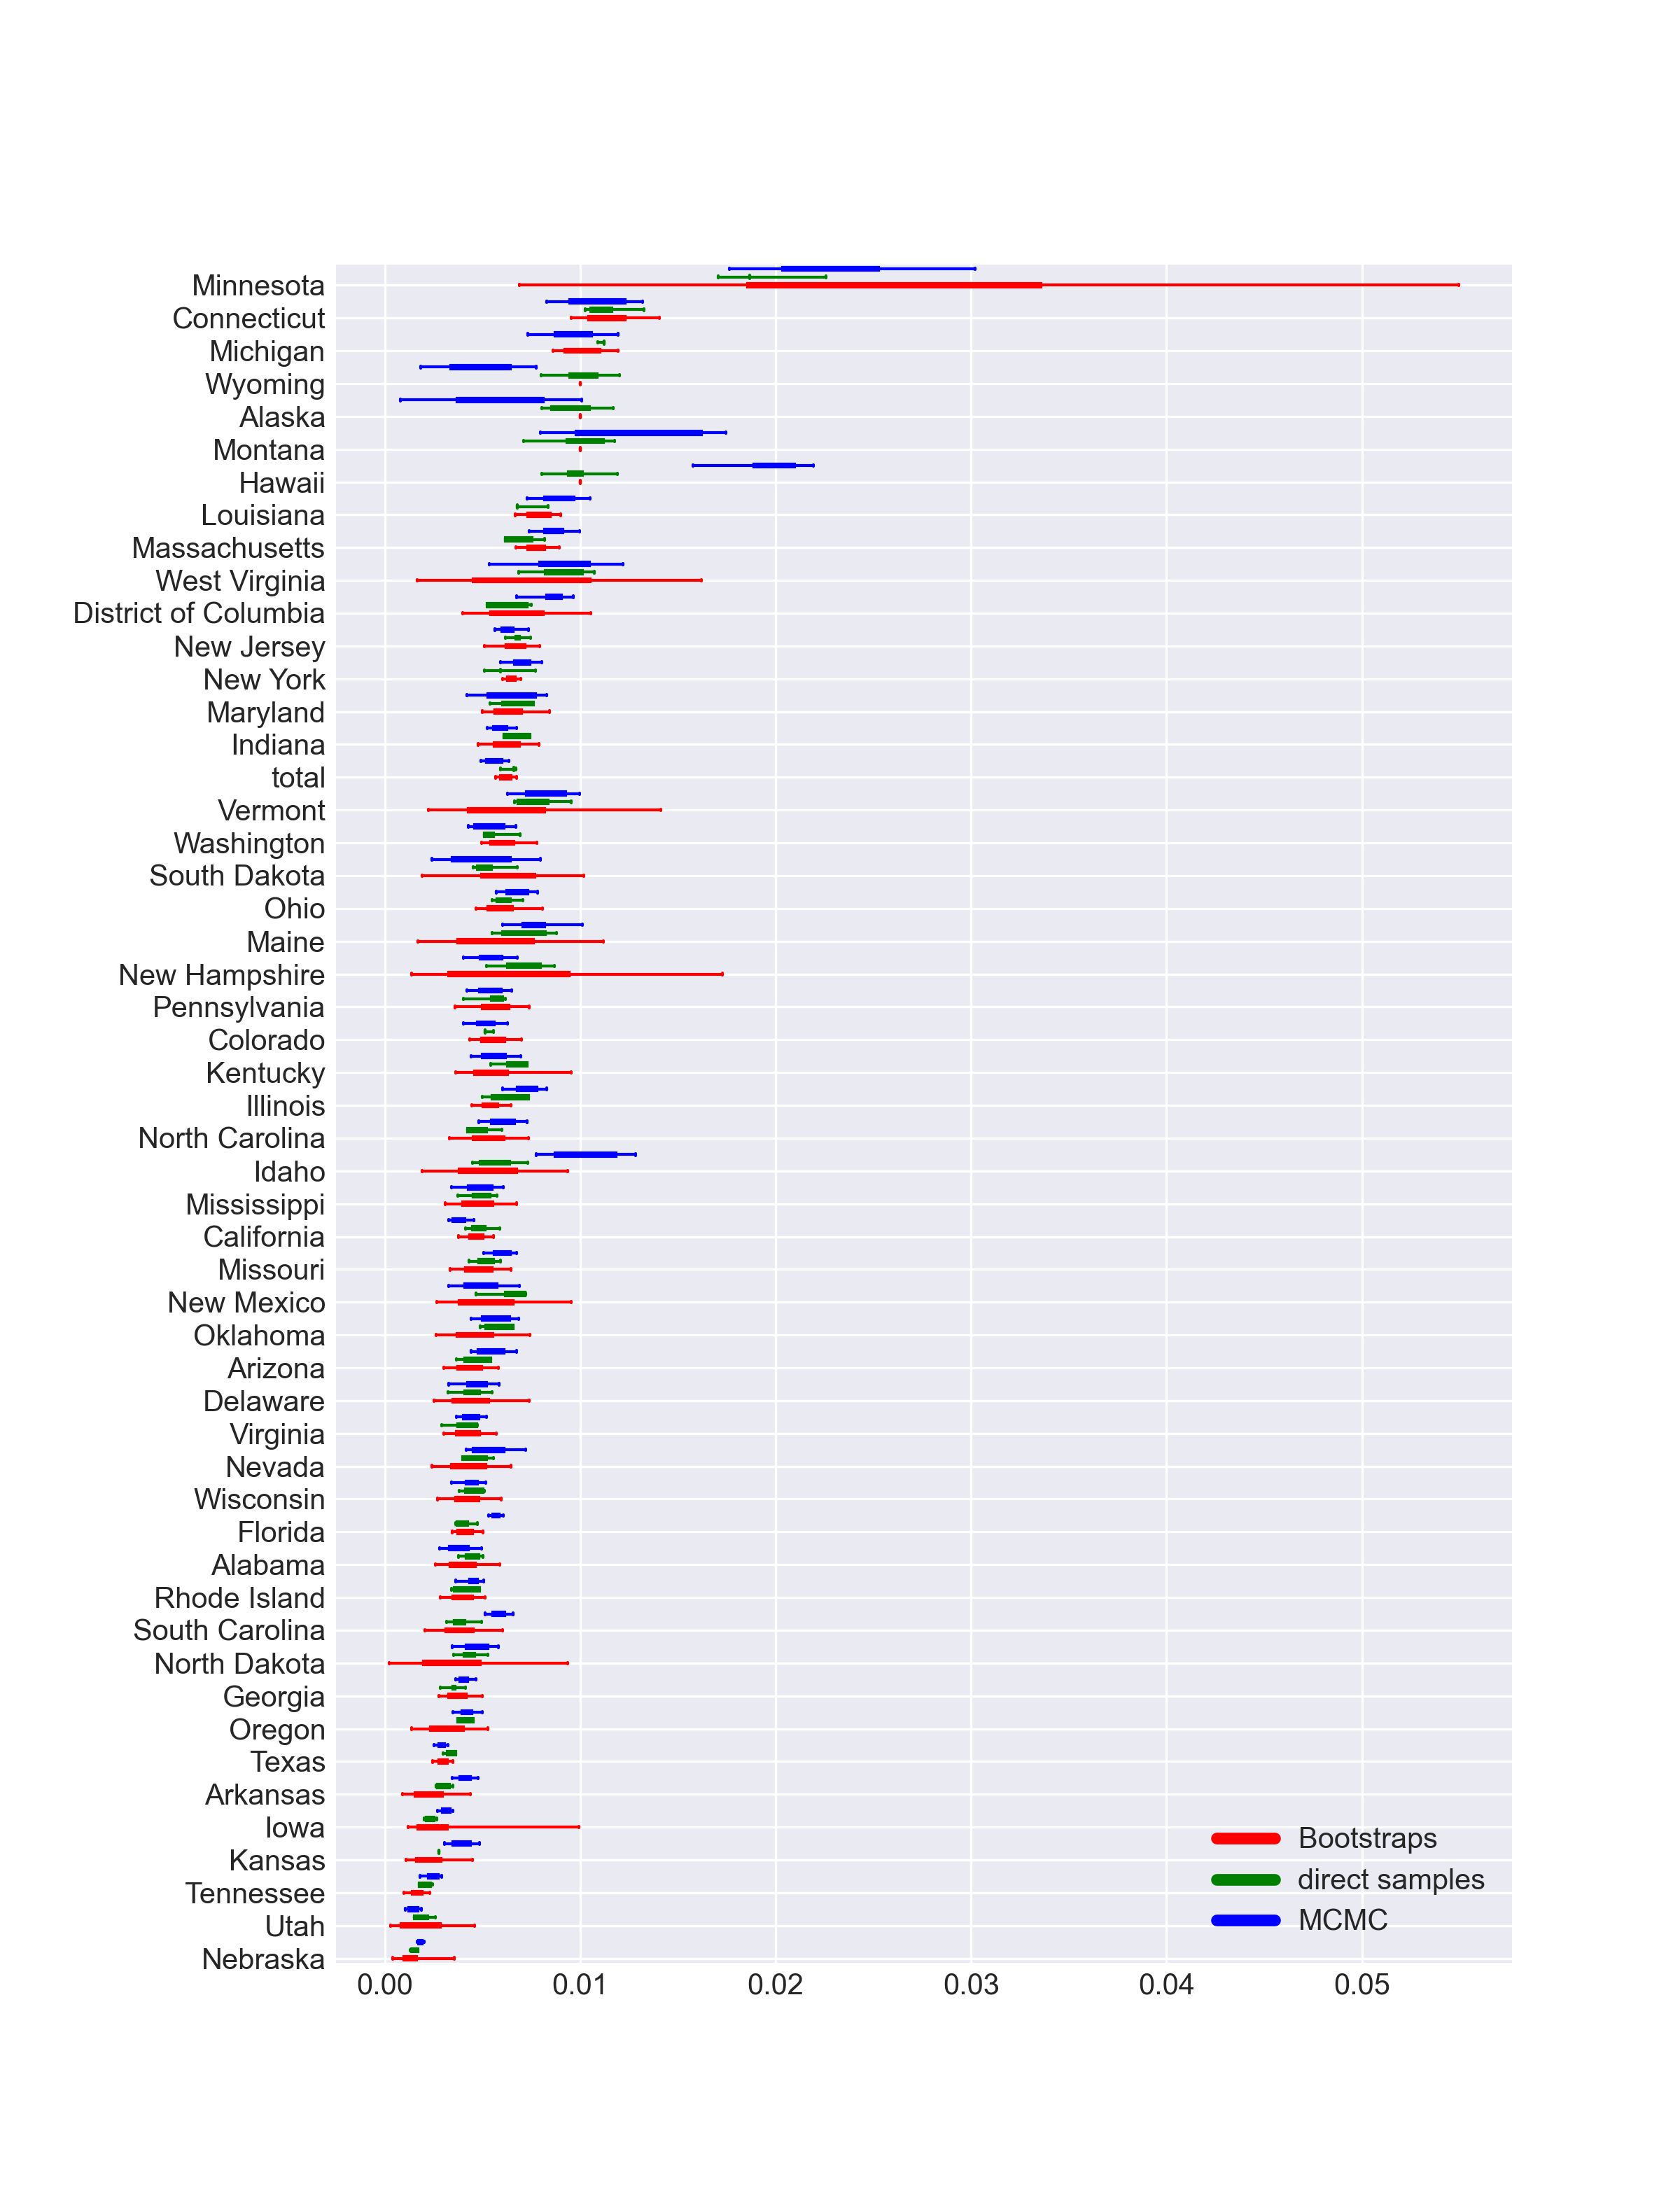 Minnesota
Connecticut
Michigan
Wyoming
Alaska
Montana
Hawaii
Louisiana
Massachusetts
West Virginia
District of Columbia
New Jersey
New York
Maryland
Indiana
total
Vermont
Washington
South Dakota
Ohio
Maine
New Hampshire
Pennsylvania
Colorado
Kentucky
Illinois
North Carolina
Idaho
Mississippi
California
Missouri
New Mexico
Oklahoma
Arizona
Delaware
Virginia
Nevada
Wisconsin
Florida
Alabama
Rhode Island
South Carolina
North Dakota
Georgia
Oregon
Texas
Arkansas
Iowa
Kansas
Tennessee
Utah
Nebraska
Bootstraps
direct samples
MCMC
0.00 0.01 0.02 0.03 0.04 0.05